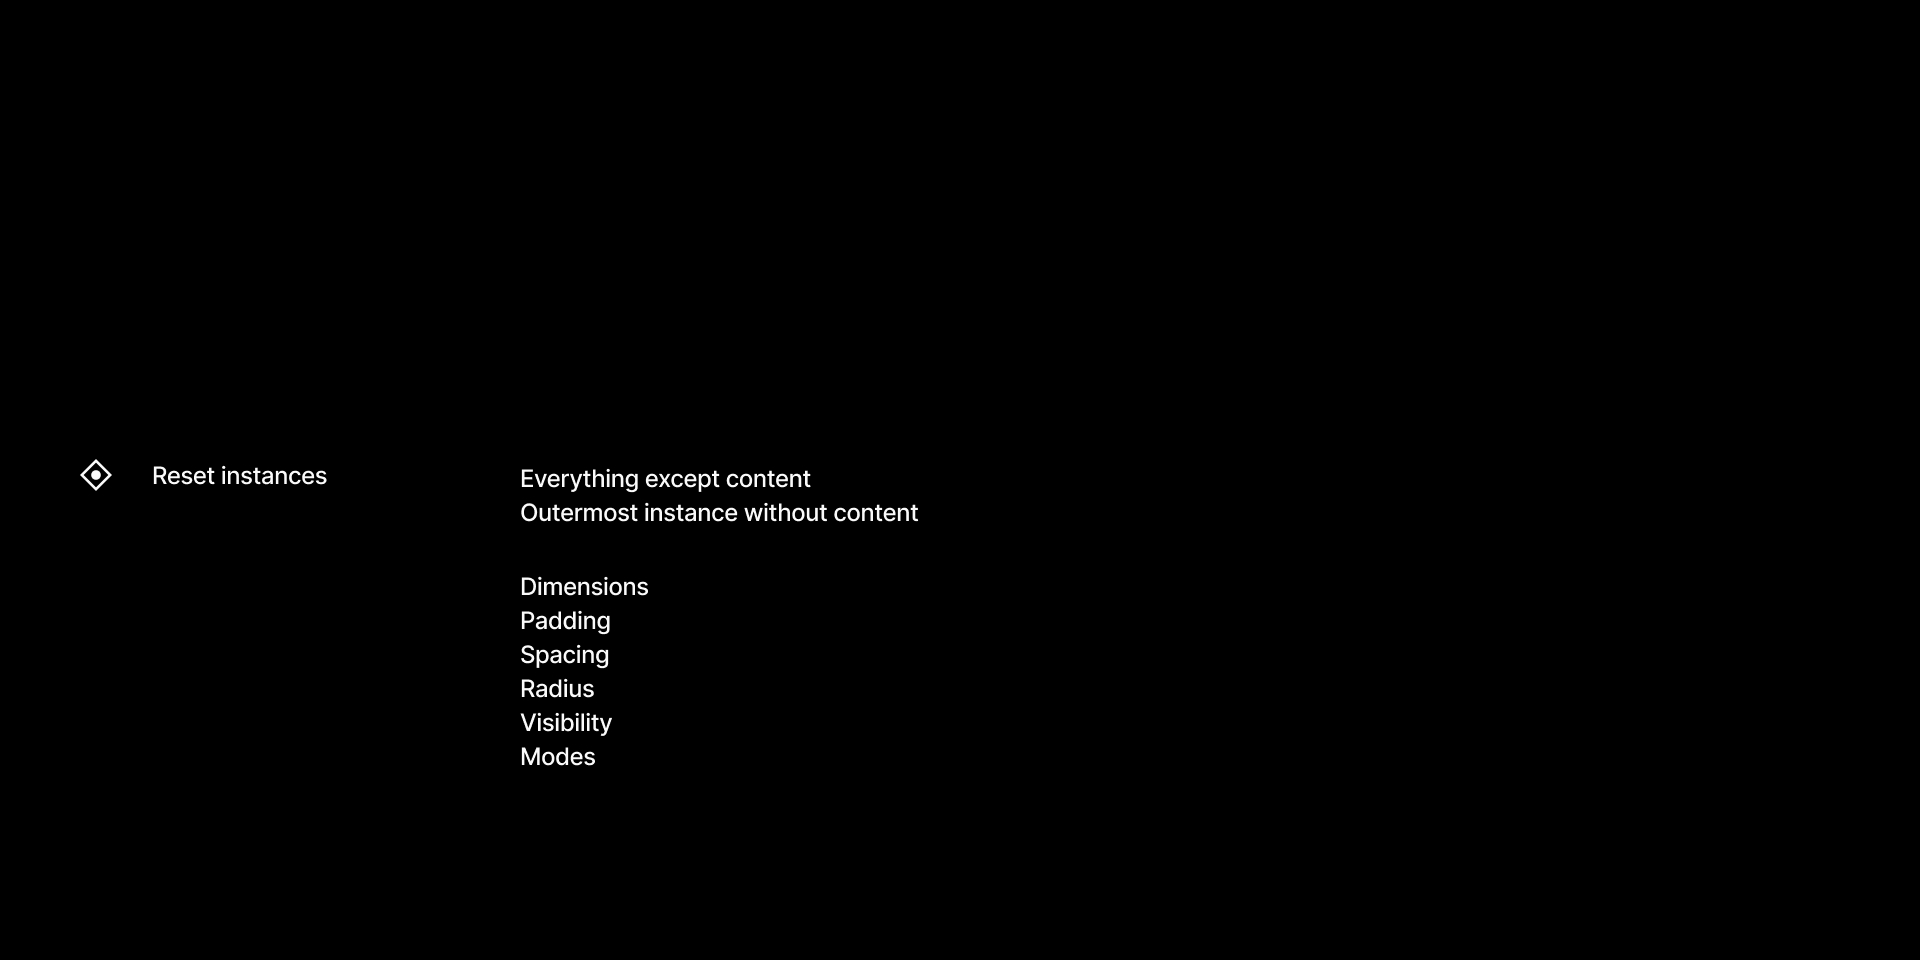 Reset instances
Everything except content
Outermost instance without content
Dimensions
Padding
Spacing
Radius
Visibility
Modes